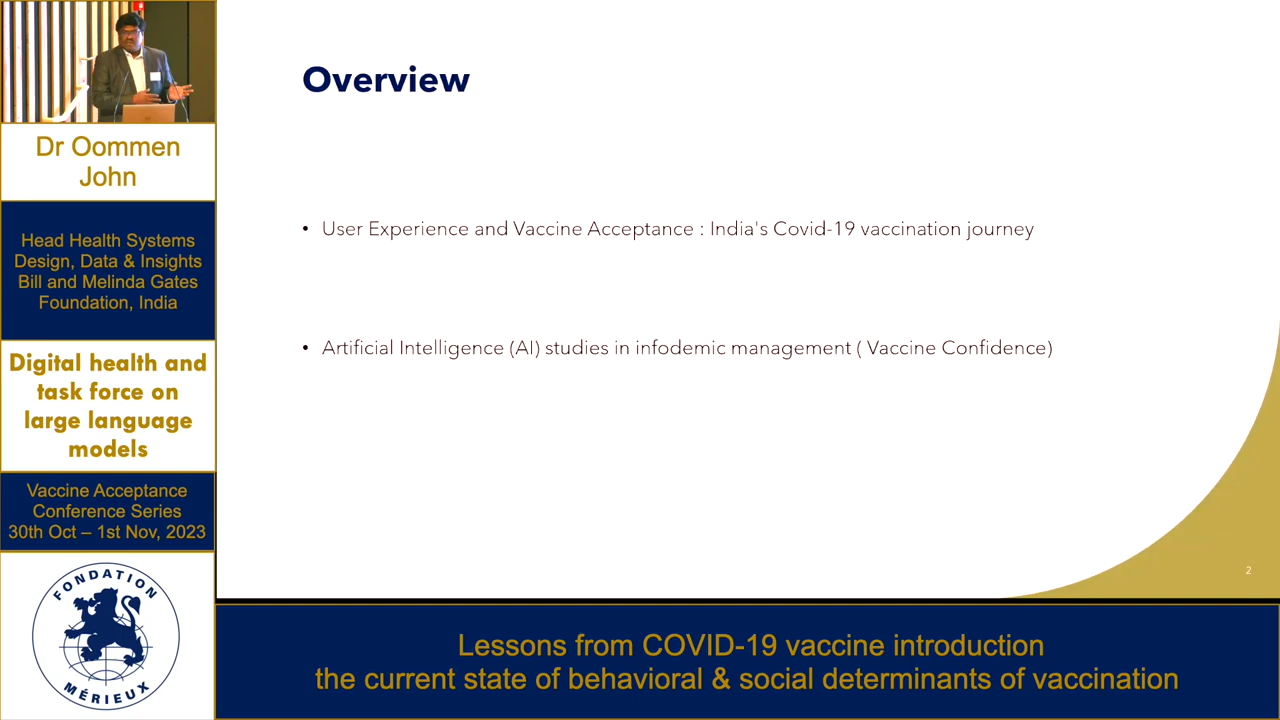 Dr Oommen
John
Head Health Systems
Design, Data & Insights
Bill and Melinda Gates
Foundation, India
Digital health and
task force on
large language
models
Vaccine Acceptance
Conference Series
30th Oct – 1st Nov, 2023
FONDATION
MÉRIEUX
Overview
• User Experience and Vaccine Acceptance : India's Covid-19 vaccination journey
• Artificial Intelligence (AI) studies in infodemic management ( Vaccine Confidence)
2
Lessons from COVID-19 vaccine introduction
the current state of behavioral & social determinants of vaccination